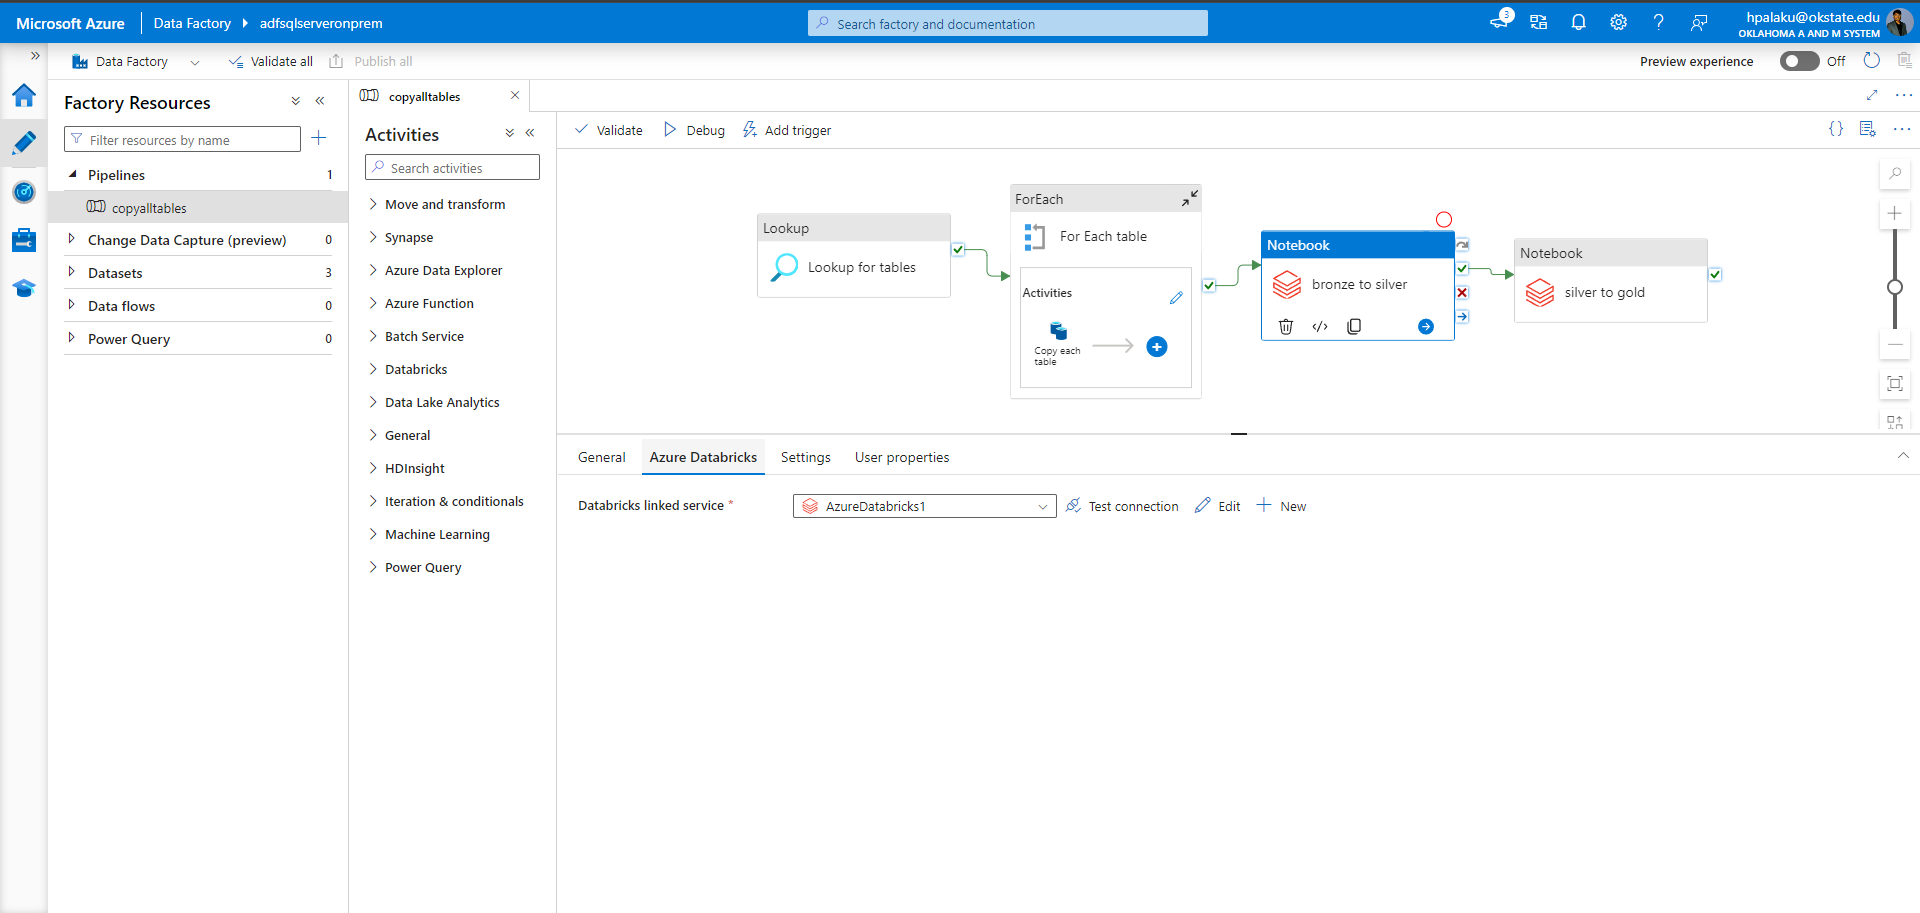 Microsoft Azure Data Factory adfsqlserveronprem Search factory and documentation 3 hpalaku@okstate.edu
OKLAHOMA A AND M SYSTEM
Data Factory Validate all Publish all Preview experience Off
Factory Resources
Filter resources by name
Pipelines 1
copyalltables
Change Data Capture (preview) 0
Datasets 3
Data flows 0
Power Query 0
copyalltables
Activities
Search activities
Move and transform
Synapse
Azure Data Explorer
Azure Function
Batch Service
Databricks
Data Lake Analytics
General
HDInsight
Iteration & conditionals
Machine Learning
Power Query
Validate Debug Add trigger
Lookup
Lookup for tables
ForEach
For Each table
Activities
Copy each
table
Notebook
bronze to silver
Notebook
silver to gold
General Azure Databricks Settings User properties
Databricks linked service * AzureDatabricks1 Test connection Edit New